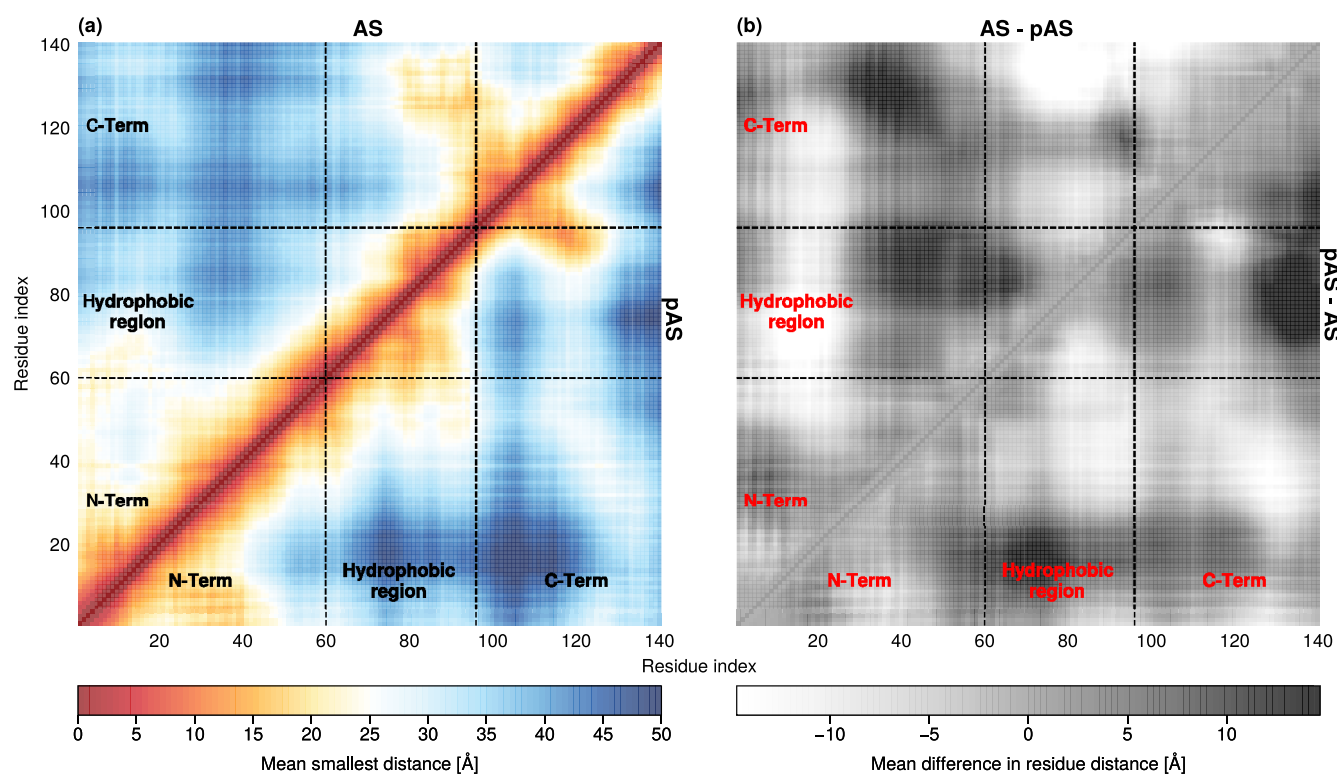 (a)
AS
140
120
100
80
60
40
20
Residue index
C-Term
Hydrophobic
region
N-Term
N-Term
Hydrophobic
region
C-Term
pAS
20
40
60
80
100
120
140
(b)
AS - pAS
C-Term
Hydrophobic
region
N-Term
N-Term
Hydrophobic
region
C-Term
pAS - AS
20
40
60
80
100
120
140
Residue index
0
5
10
15
20
25
30
35
40
45
50
Mean smallest distance [Å]
−10
−5
0
5
10
Mean difference in residue distance [Å]